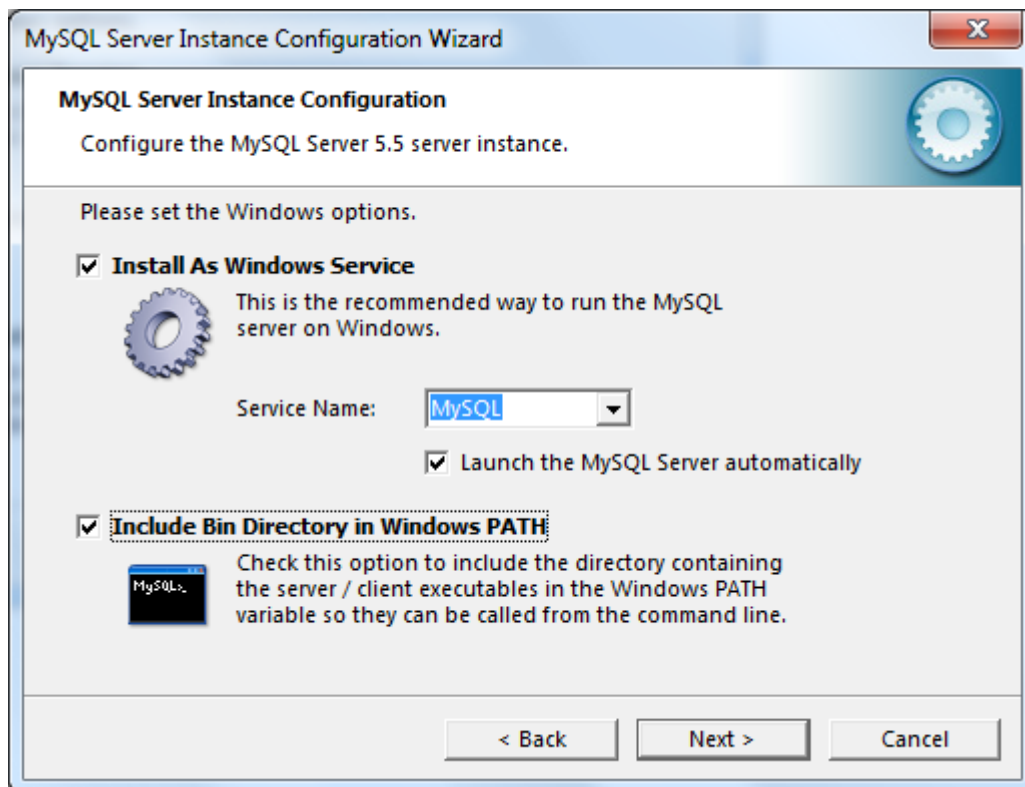 MySQL Server Instance Configuration Wizard
MySQL Server Instance Configuration
Configure the MySQL Server 5.5 server instance.
Please set the Windows options.
Install As Windows Service
This is the recommended way to run the MySQL
server on Windows.
Service Name: MySQL
Launch the MySQL Server automatically
Include Bin Directory in Windows PATH
Check this option to include the directory containing
the server / client executables in the Windows PATH
variable so they can be called from the command line.
MySQL>_
< Back Next > Cancel